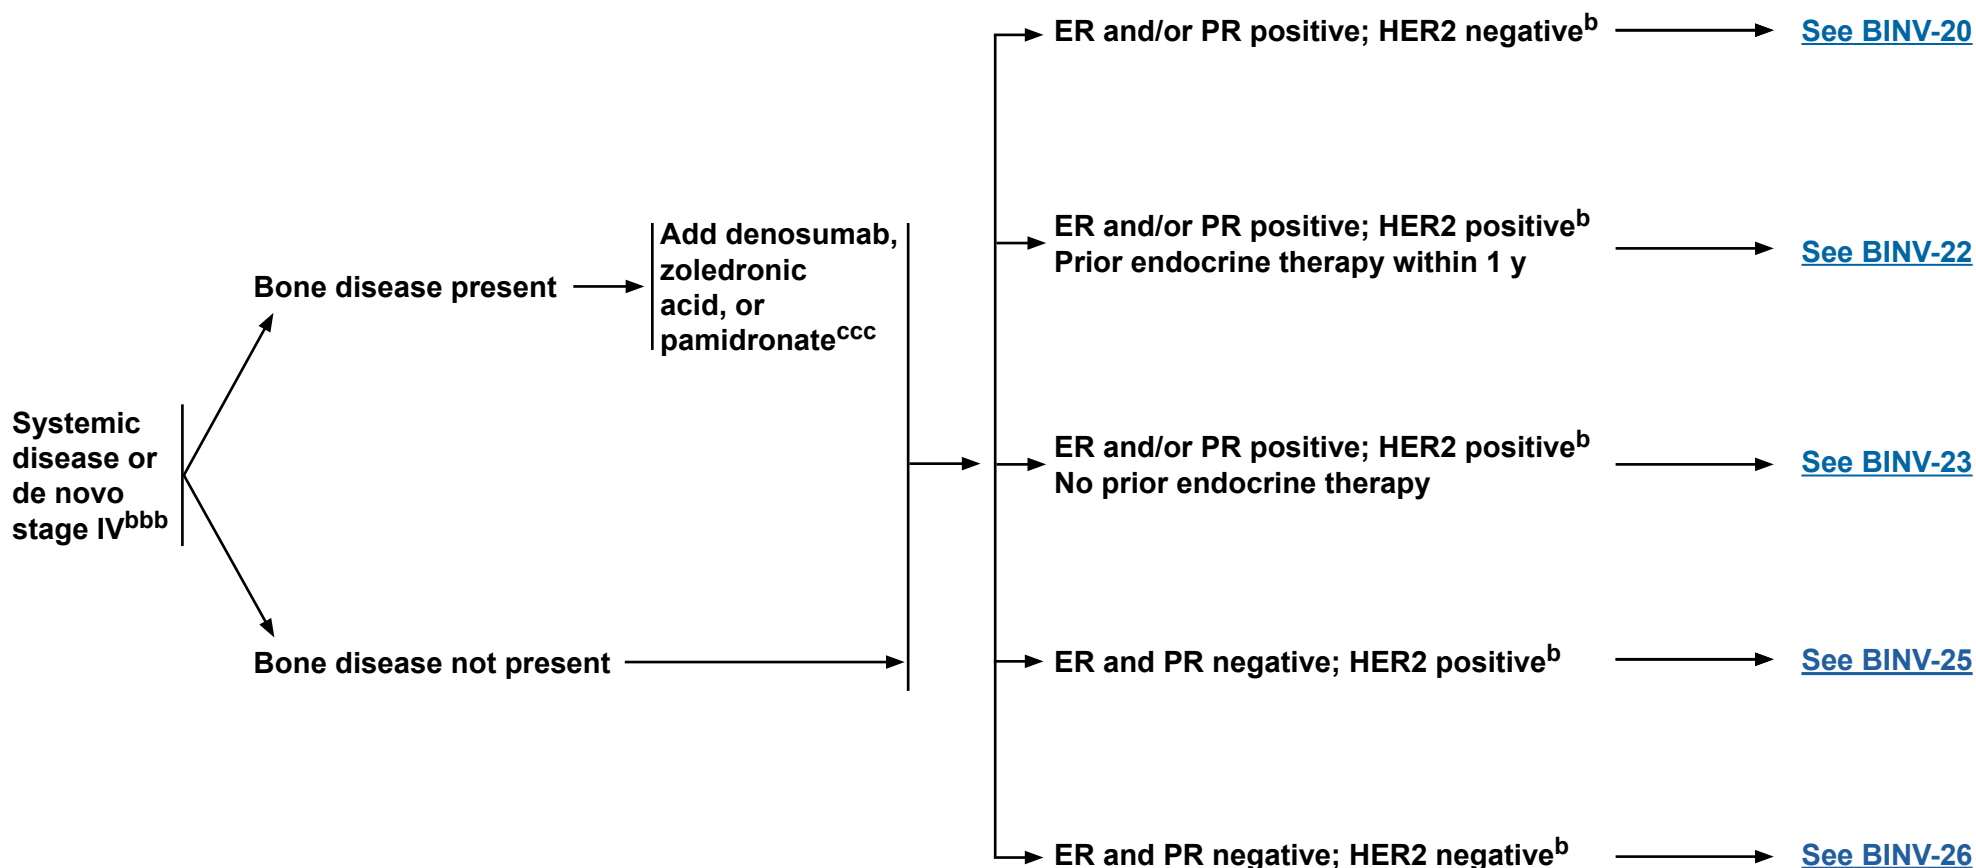 Systemic
disease or
de novo
stage IVbbb
Bone disease present
Add denosumab,
zoledronic
acid, or
pamidronateccc
Bone disease not present
ER and/or PR positive; HER2 negativeb
See BINV-20
ER and/or PR positive; HER2 positiveb
Prior endocrine therapy within 1 y
See BINV-22
ER and/or PR positive; HER2 positiveb
No prior endocrine therapy
See BINV-23
ER and PR negative; HER2 positiveb
See BINV-25
ER and PR negative; HER2 negativeb
See BINV-26